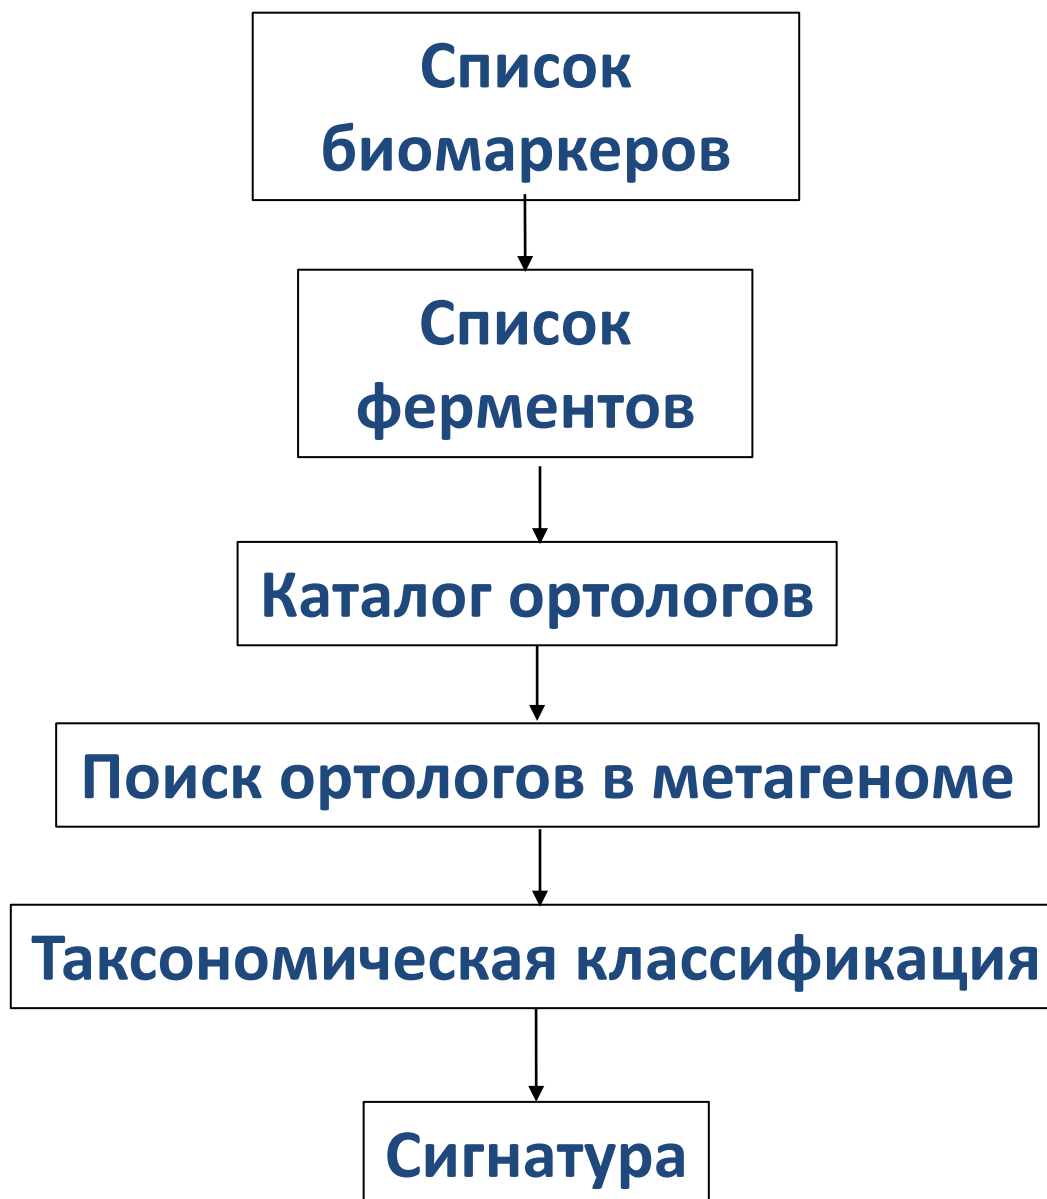 Список
биомаркеров
Список
ферментов
Каталог ортологов
Поиск ортологов в метагеноме
Таксономическая классификация
Сигнатура